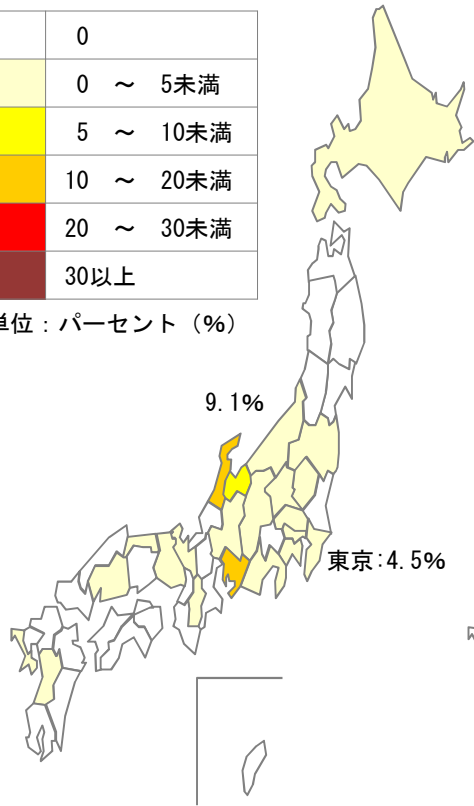 0
0 ～ 5未満
5 ～ 10未満
10 ～ 20未満
20 ～ 30未満
30以上
単位：パーセント（%）
9.1%
東京:4.5%